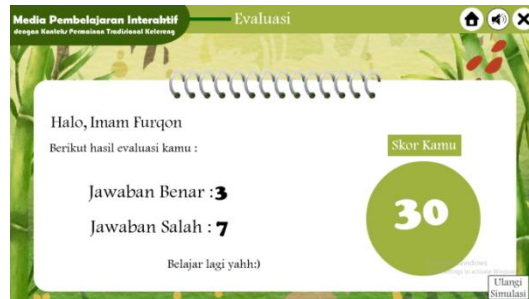 Media Pembelajaran Interaktif
dengan Konteks Permainan Tradisional Kelereng
Evaluasi
Halo, Imam Furqon
Berikut hasil evaluasi kamu :
Skor Kamu
Jawaban Benar :3
30
Jawaban Salah : 7
Belajar lagi yahh:)
Ulangi
Simulasi